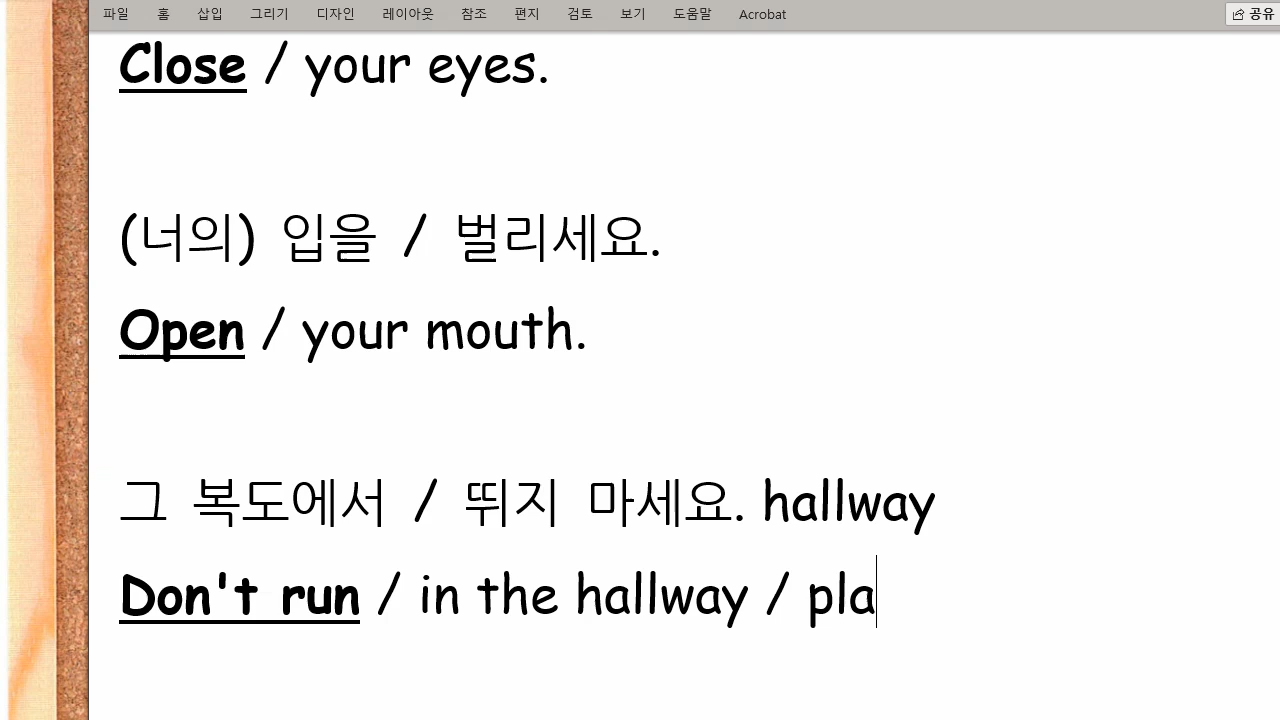 파일 홈 삽입 그리기 디자인 레이아웃 참조 편지 검토 보기 도움말 Acrobat 공유
Close / your eyes.
(너의) 입을 / 벌리세요.
Open / your mouth.
그 복도에서 / 뛰지 마세요. hallway
Don't run / in the hallway / pla